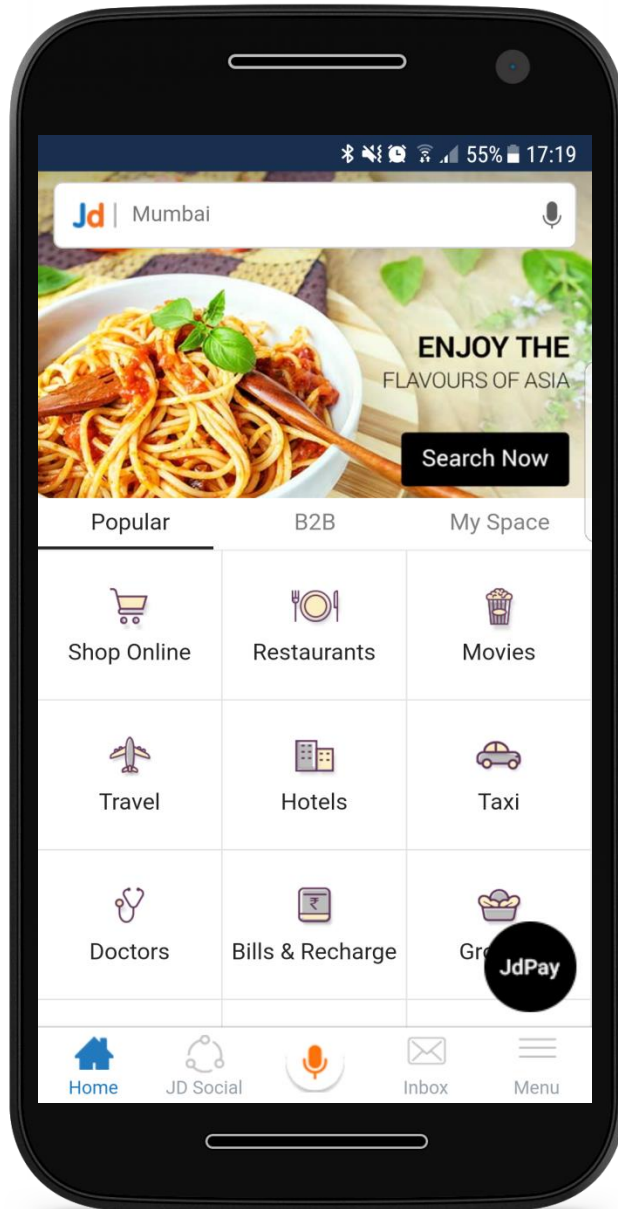 55% 17:19
Jd | Mumbai
ENJOY THE
FLAVOURS OF ASIA
Search Now
Popular B2B My Space
Shop Online Restaurants Movies
Travel Hotels Taxi
Doctors Bills & Recharge
JdPay
Home JD Social Inbox Menu